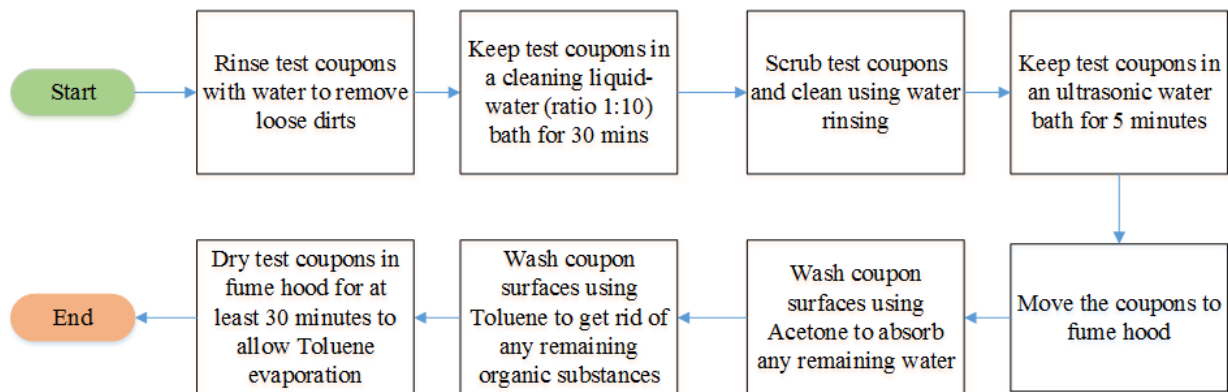 Start
Rinse test coupons
with water to remove
loose dirts
Keep test coupons in
a cleaning liquid-
water (ratio 1:10)
bath for 30 mins
Scrub test coupons
and clean using water
rinsing
Keep test coupons in
an ultrasonic water
bath for 5 minutes
Move the coupons to
fume hood
Wash coupon
surfaces using
Acetone to absorb
any remaining water
Wash coupon
surfaces using
Toluene to get rid of
any remaining
organic substances
Dry test coupons in
fume hood for at
least 30 minutes to
allow Toluene
evaporation
End